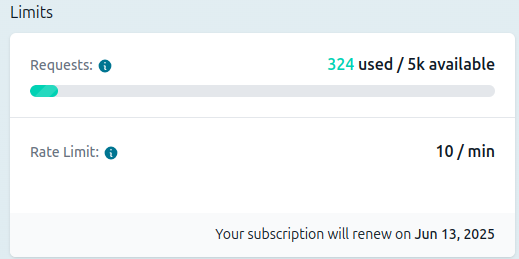 Limits
Requests: 324 used / 5k available
Rate Limit: 10 / min
Your subscription will renew on Jun 13, 2025